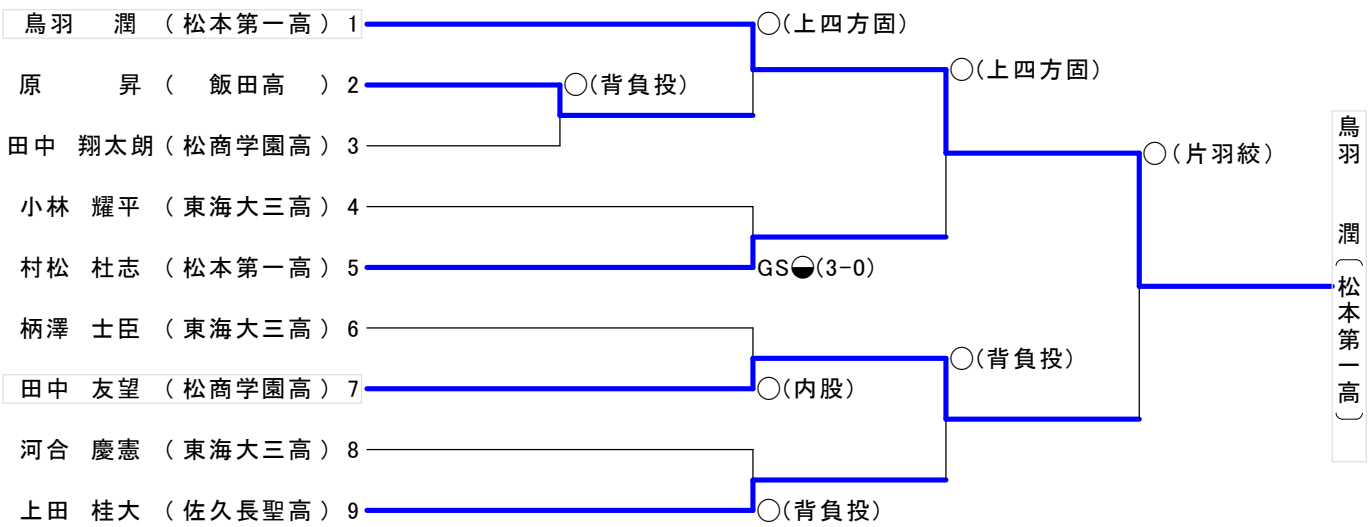 鳥羽 潤 (松本第一高) 1
○(上四方固)
原 昇 ( 飯田高 ) 2
○(背負投)
○(上四方固)
田中 翔太朗(松商学園高) 3
○(片羽絞)
小林 耀平 (東海大三高) 4
村松 杜志 (松本第一高) 5
GS◒(3-0)
柄澤 士臣 (東海大三高) 6
○(背負投)
田中 友望 (松商学園高) 7
○(内股)
河合 慶憲 (東海大三高) 8
上田 桂大 (佐久長聖高) 9
○(背負投)
鳥羽 潤(松本第一高)